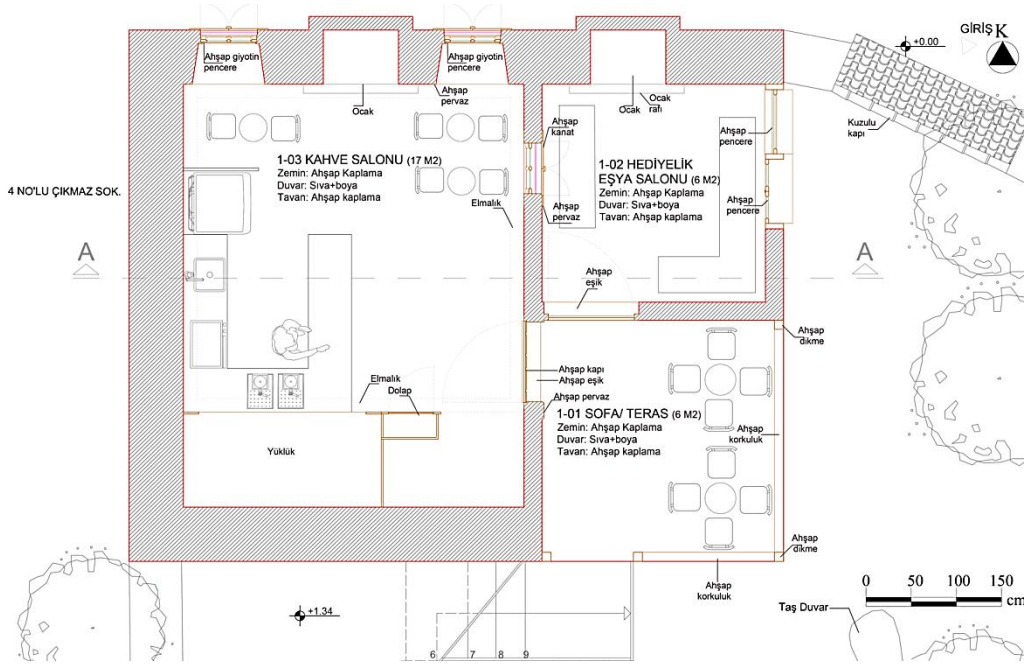 GİRİŞ K
+0.00
Ahşap giyotin
pencere
Ahşap giyotin
pencere
Ahşap
pervaz
Ocak
Ocak
Ocak
rafı
Ahşap
kanat
Ahşap
pencere
Kuzulu
kapı
1-03 KAHVE SALONU (17 M2)
Zemin: Ahşap Kaplama
Duvar: Sıva+boya
Tavan: Ahşap kaplama
1-02 HEDİYELİK
EŞYA SALONU (6 M2)
Zemin: Ahşap Kaplama
Duvar: Sıva+boya
Tavan: Ahşap kaplama
4 NO'LU ÇIKMAZ SOK.
Elmalık
Ahşap
pervaz
Ahşap
pencere
A
A
Ahşap
eşik
Ahşap
dikme
Ahşap kapı
Ahşap eşik
Elmalık
Dolap
Ahşap pervaz
1-01 SOFA/ TERAS (6 M2)
Zemin: Ahşap Kaplama
Duvar: Sıva+boya
Tavan: Ahşap kaplama
Ahşap
korkuluk
Yüklük
Ahşap
dikme
Ahşap
korkuluk
0 50 100 150
cm
Taş Duvar
+1.34
6 7 8 9